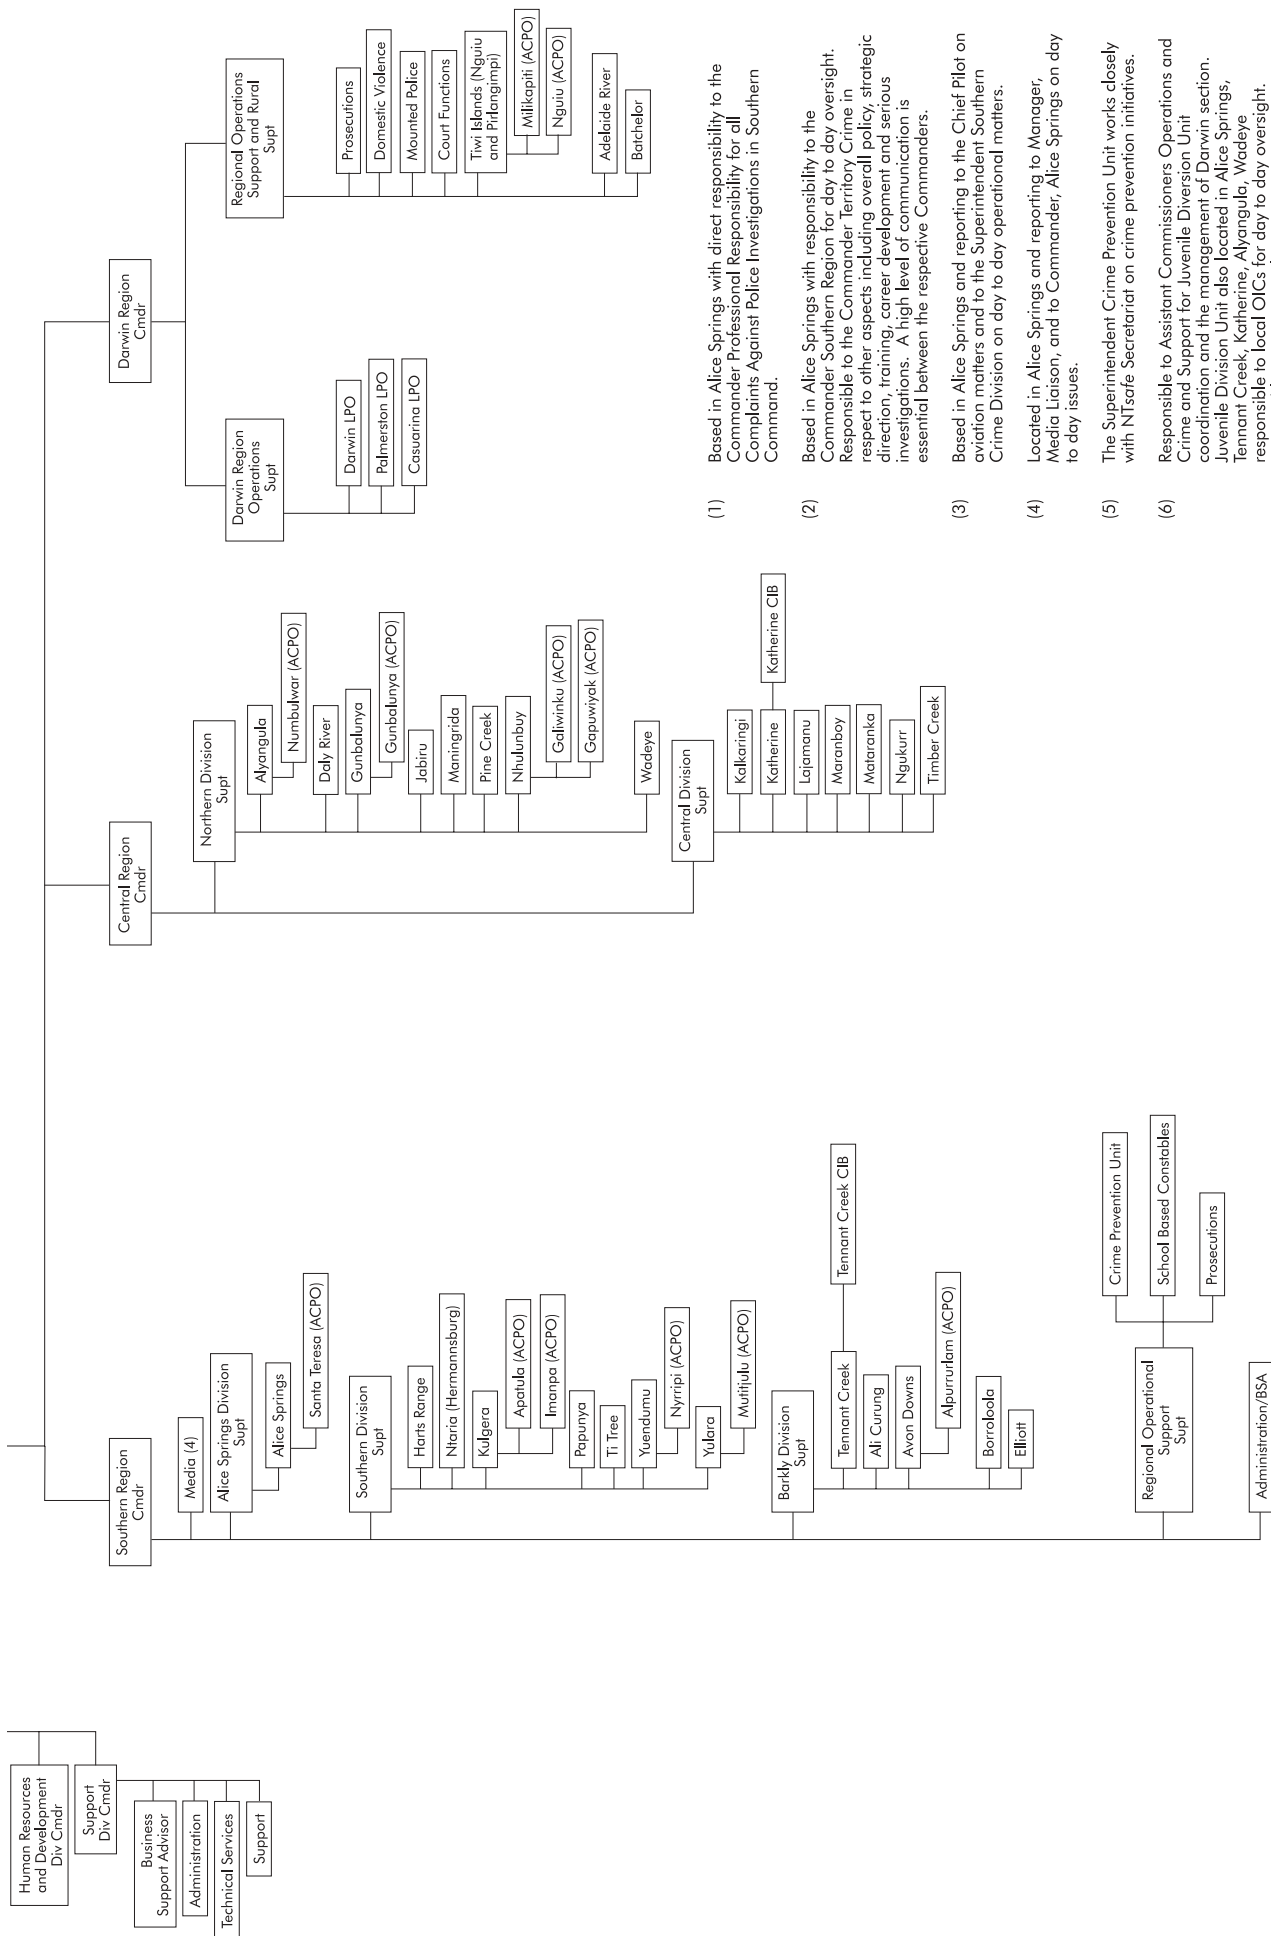 Human Resources
and Development
Div Cmdr
Support
Div Cmdr
Business
Support Advisor
Administration
Technical Services
Support
Southern Region
Cmdr
Media (4)
Alice Springs Division
Supt
Alice Springs
Santa Teresa (ACPO)
Southern Division
Supt
Harts Range
Ntaria (Hermannsburg)
Kulgera
Apatula (ACPO)
Imanpa (ACPO)
Papunya
Ti Tree
Yuendumu
Nyrripi (ACPO)
Yulara
Mutitjulu (ACPO)
Barkly Division
Supt
Tennant Creek
Tennant Creek CIB
Ali Curung
Avon Downs
Alpurrurlam (ACPO)
Borroloola
Elliott
Regional Operational
Support
Supt
Crime Prevention Unit
School Based Constables
Prosecutions
Administration/BSA
Central Region
Cmdr
Northern Division
Supt
Alyangula
Numbulwar (ACPO)
Daly River
Gunbalunya
Gunbalunya (ACPO)
Jabiru
Maningrida
Pine Creek
Nhulunbuy
Galiwinku (ACPO)
Gapuwiyak (ACPO)
Wadeye
Central Division
Supt
Kalkaringi
Katherine
Katherine CIB
Lajamanu
Maranboy
Mataranka
Ngukurr
Timber Creek
Darwin Region
Cmdr
Darwin Region
Operations
Supt
Darwin LPO
Palmerston LPO
Casuarina LPO
Regional Operations
Support and Rural
Supt
Prosecutions
Domestic Violence
Mounted Police
Court Functions
Tiwi Islands (Nguiu
and Pirlangimpi)
Milikapiti (ACPO)
Nguiu (ACPO)
Adelaide River
Batchelor
(1) Based in Alice Springs with direct responsibility to the
Commander Professional Responsibility for all
Complaints Against Police Investigations in Southern
Command.
(2) Based in Alice Springs with responsibility to the
Commander Southern Region for day to day oversight.
Responsible to the Commander Territory Crime in
respect to other aspects including overall policy, strategic
direction, training, career development and serious
investigations. A high level of communication is
essential between the respective Commanders.
(3) Based in Alice Springs and reporting to the Chief Pilot on
aviation matters and to the Superintendent Southern
Crime Division on day to day operational matters.
(4) Located in Alice Springs and reporting to Manager,
Media Liaison, and to Commander, Alice Springs on day
to day issues.
(5) The Superintendent Crime Prevention Unit works closely
with NTsafe Secretariat on crime prevention initiatives.
(6) Responsible to Assistant Commissioners Operations and
Crime and Support for Juvenile Diversion Unit
coordination and the management of Darwin section.
Juvenile Division Unit also located in Alice Springs,
Tennant Creek, Katherine, Alyangula, Wadeye
responsible to local OICs for day to day oversight.